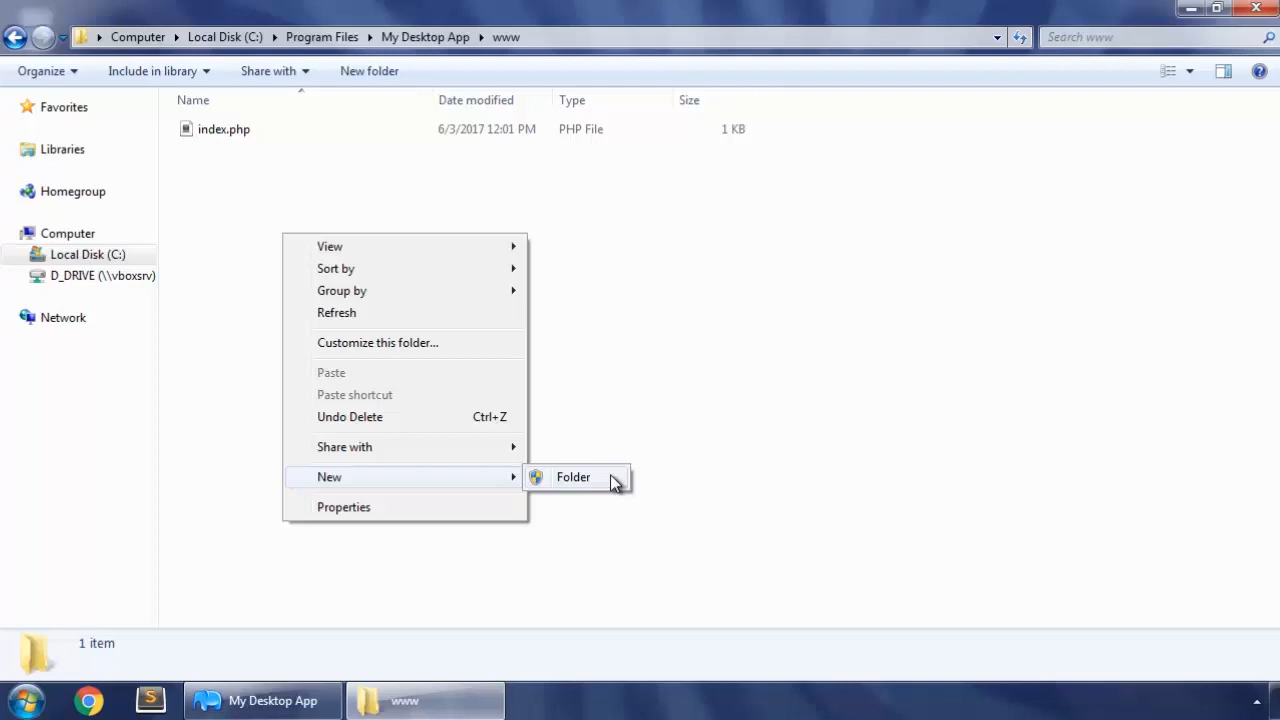 Computer Local Disk (C:) Program Files My Desktop App www
Search www
Organize Include in library Share with New folder
Name Date modified Type Size
index.php 6/3/2017 12:01 PM PHP File 1 KB
Favorites
Libraries
Homegroup
Computer
Local Disk (C:)
D_DRIVE (\\vboxsrv)
Network
View
Sort by
Group by
Refresh
Customize this folder...
Paste
Paste shortcut
Undo Delete Ctrl+Z
Share with
New
Folder
Properties
1 item
S
My Desktop App
www